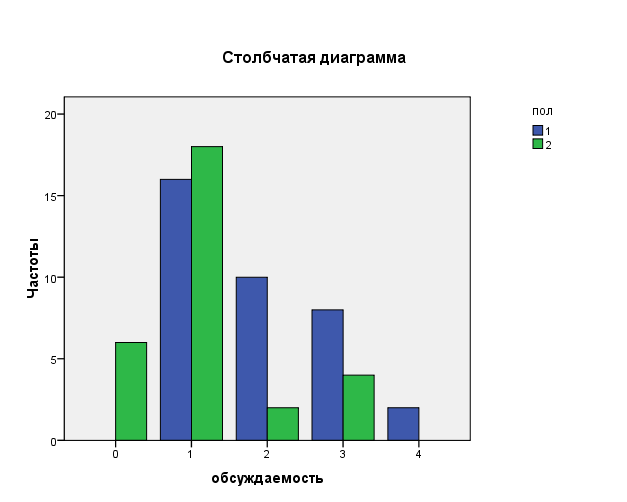 Столбчатая диаграмма
пол
1
2
20
15
10
5
0
Частоты
0 1 2 3 4
обсуждаемость